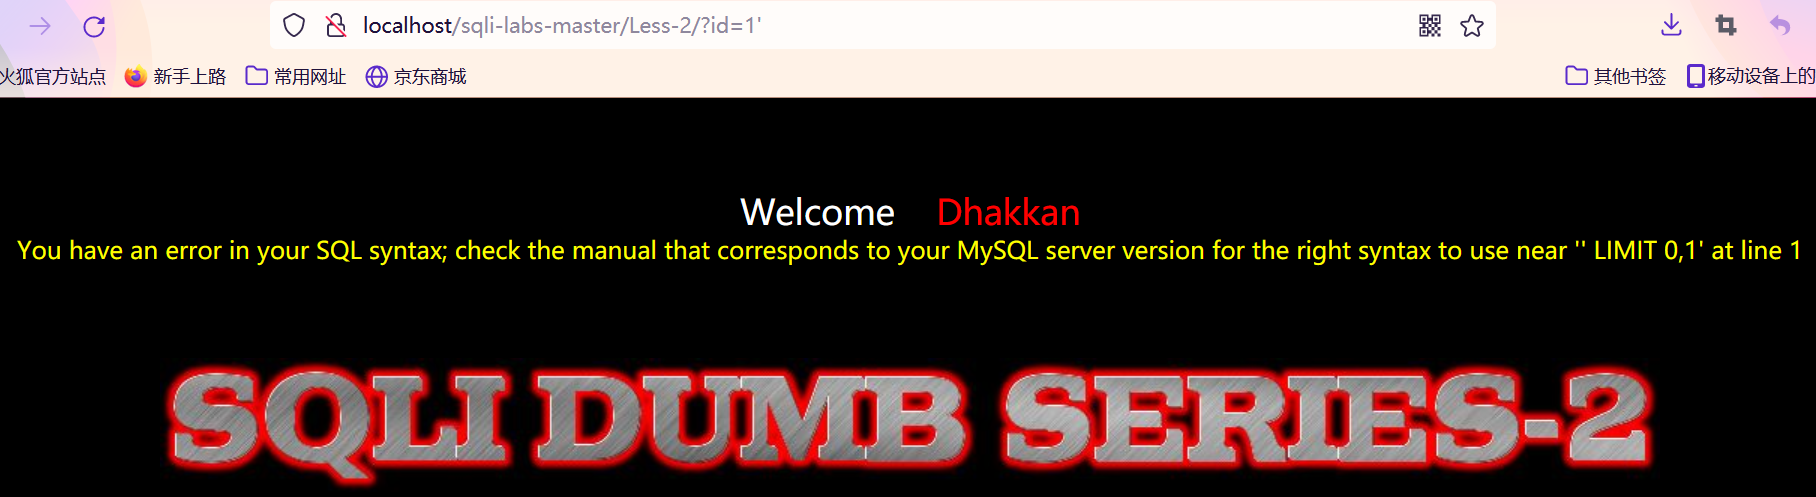 localhost/sqli-labs-master/Less-2/?id=1'
火狐官方站点 新手上路 常用网址 京东商城 其他书签 移动设备上的
Welcome Dhakkan
You have an error in your SQL syntax; check the manual that corresponds to your MySQL server version for the right syntax to use near '' LIMIT 0,1' at line 1
SQLI DUMB SERIES-2